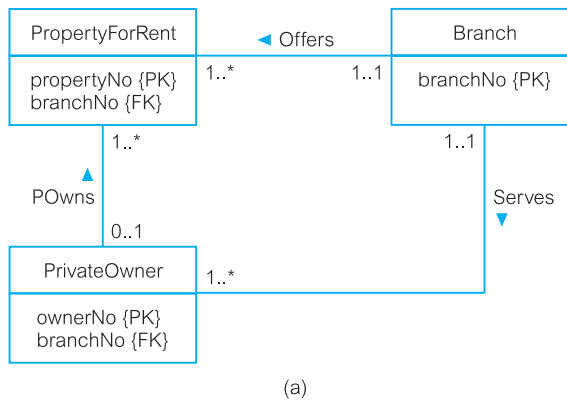 PropertyForRent
propertyNo {PK}
branchNo {FK}
◄ Offers
1..*
1..1
Branch
branchNo {PK}
1..*
▲
POwns
0..1
1..1
Serves
▼
PrivateOwner
ownerNo {PK}
branchNo {FK}
1..*
(a)